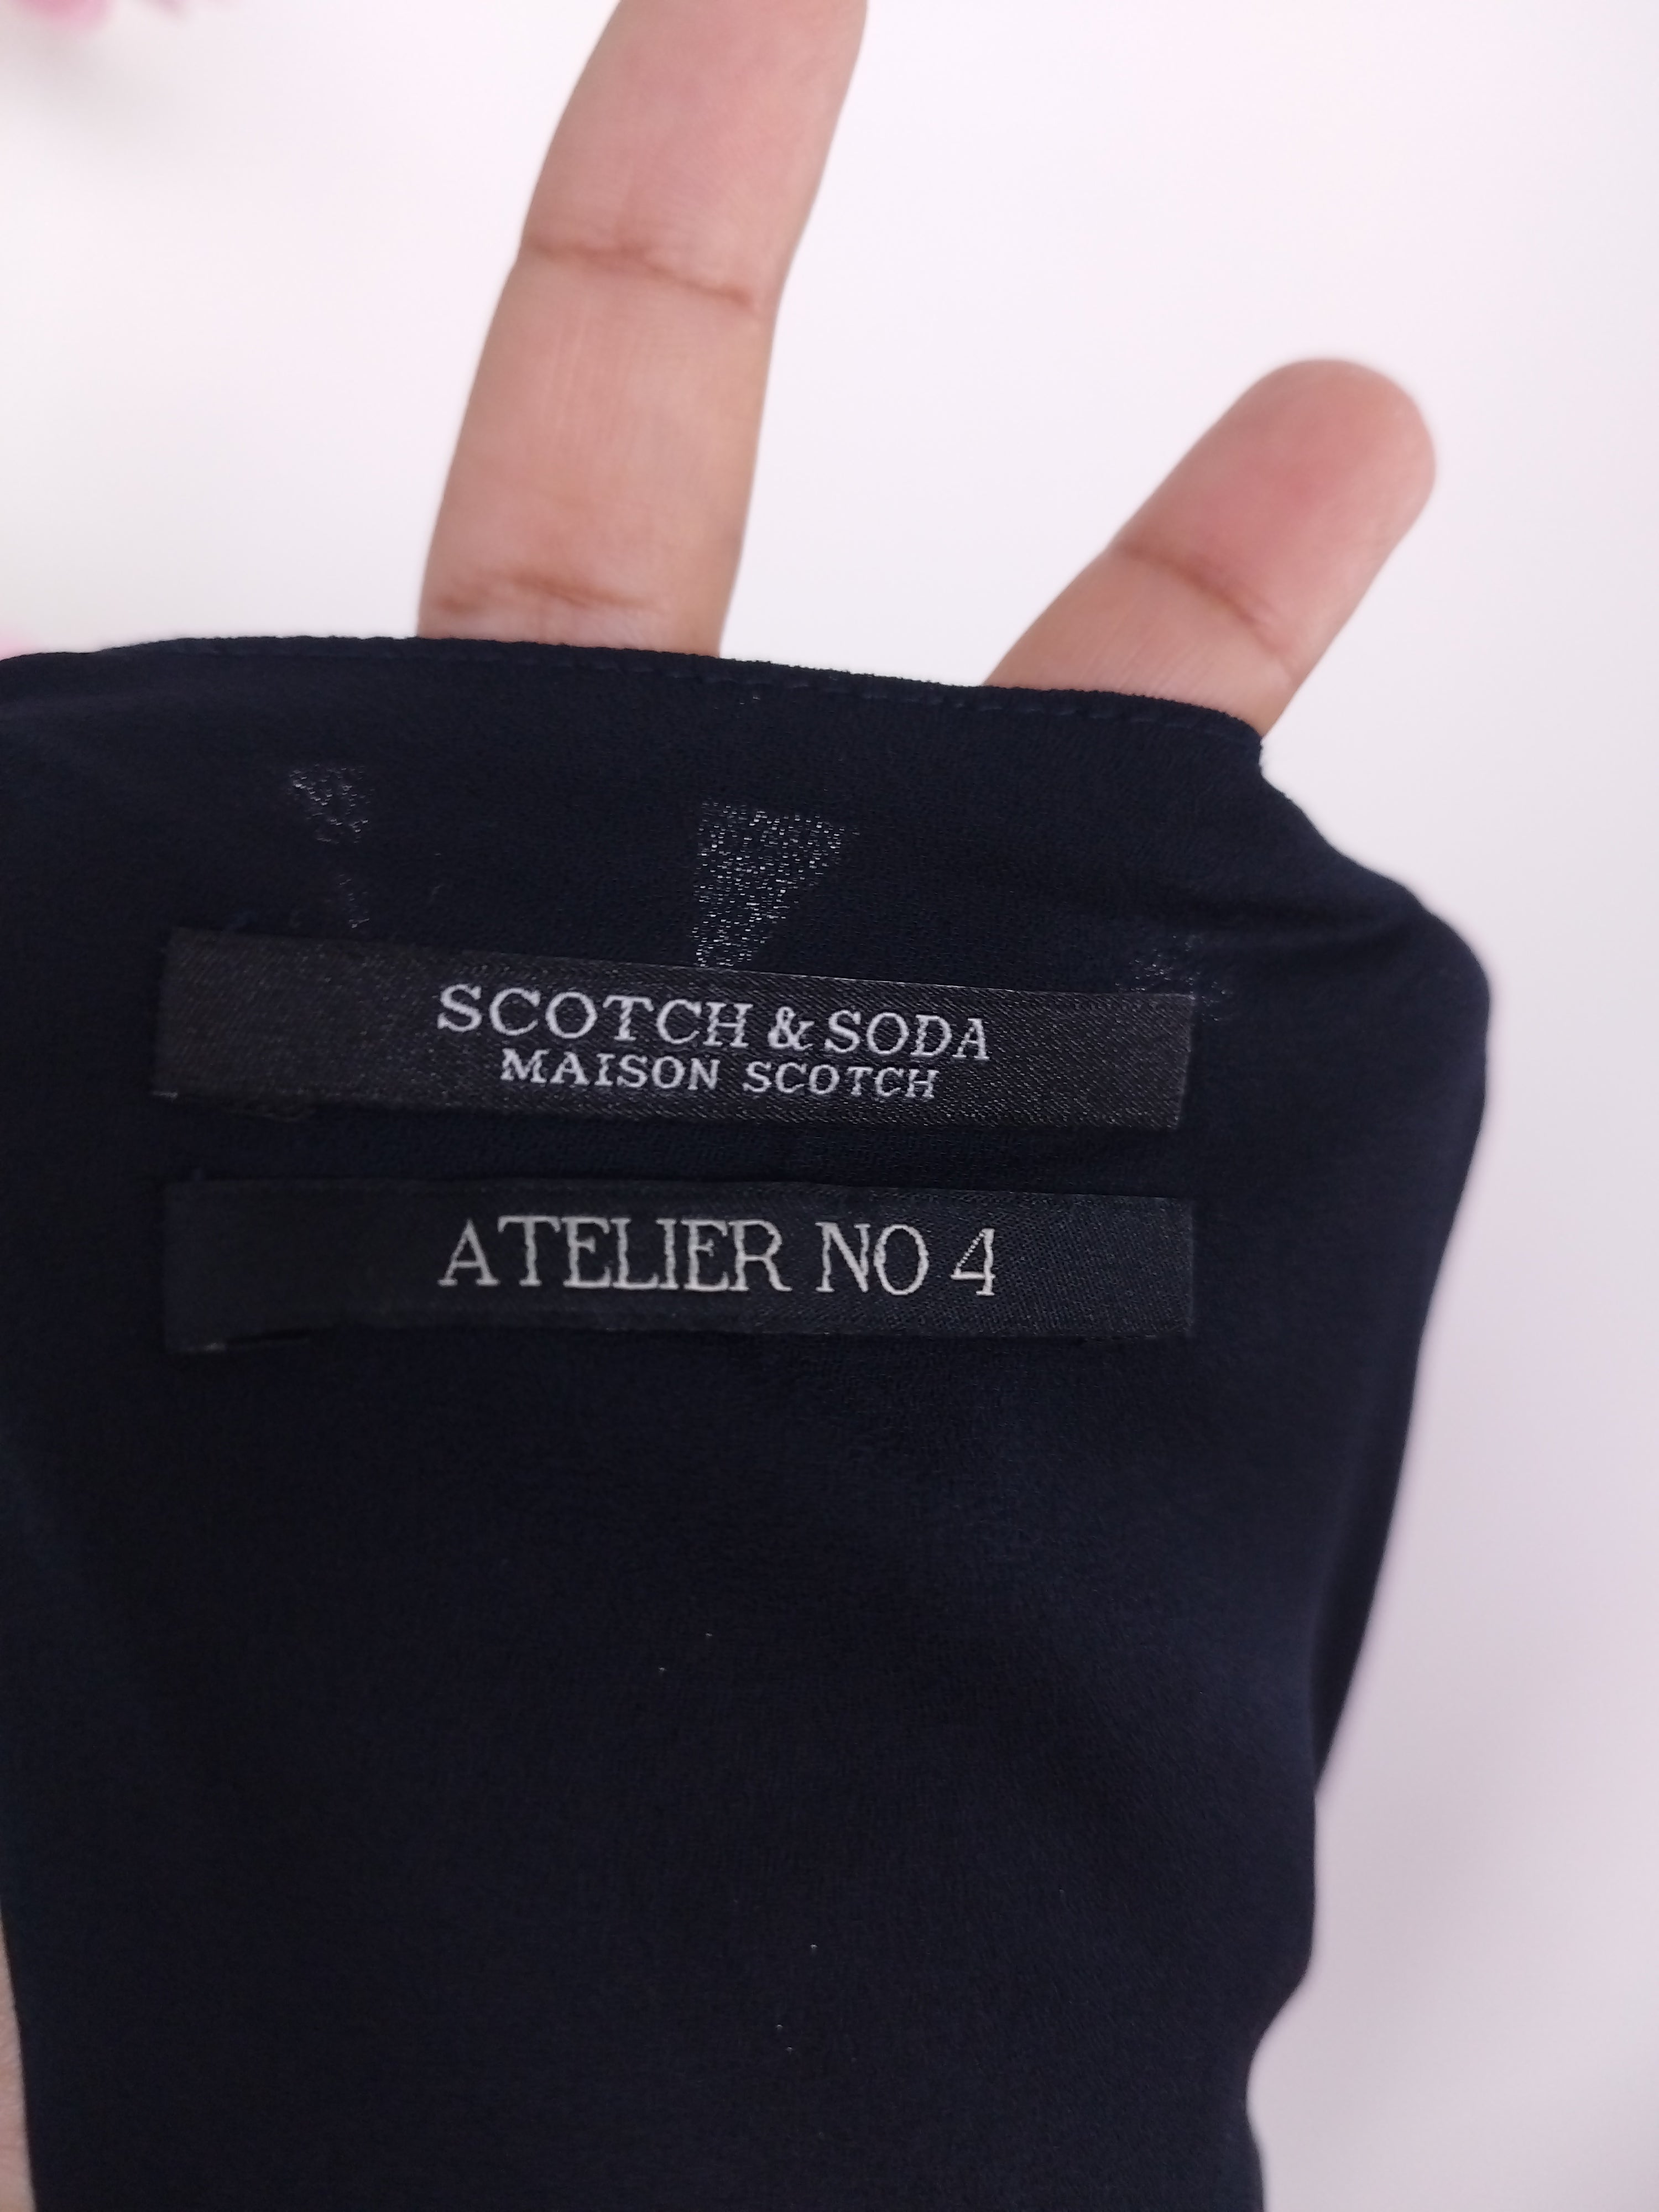 SCOTCH & SODA
MAISON SCOTCH
ATELIER NO 4